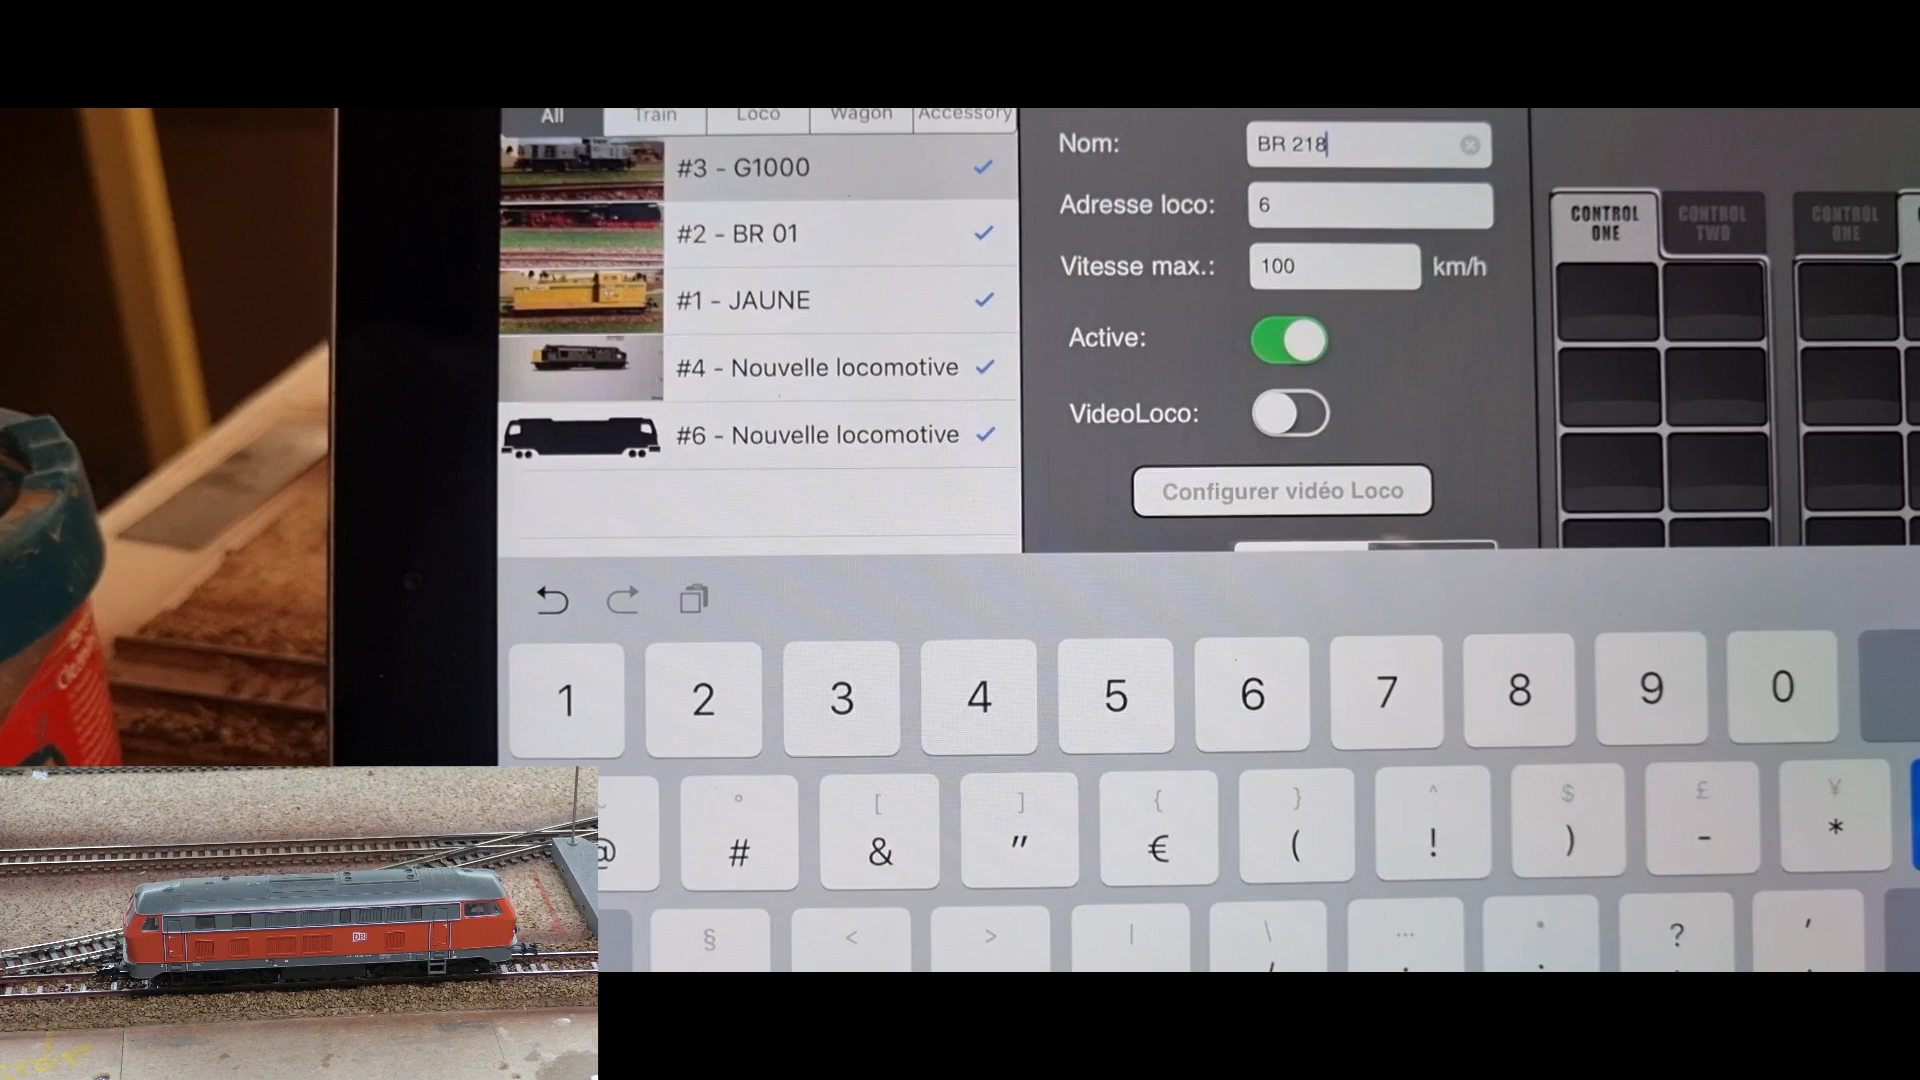 All Train Loco Wagon Accessory
#3 - G1000
#2 - BR 01
#1 - JAUNE
#4 - Nouvelle locomotive
#6 - Nouvelle locomotive
Nom: BR 218
Adresse loco: 6
Vitesse max.: 100 km/h
Active:
VideoLoco:
Configurer vidéo Loco
CONTROL ONE
CONTROL TWO
CONTROL ONE
1 2 3 4 5 6 7 8 9 0
° [ ] { } ^ $ £ ¥
@ # & " € ( ! ) - *
§ < > | \ … • ? '
DB